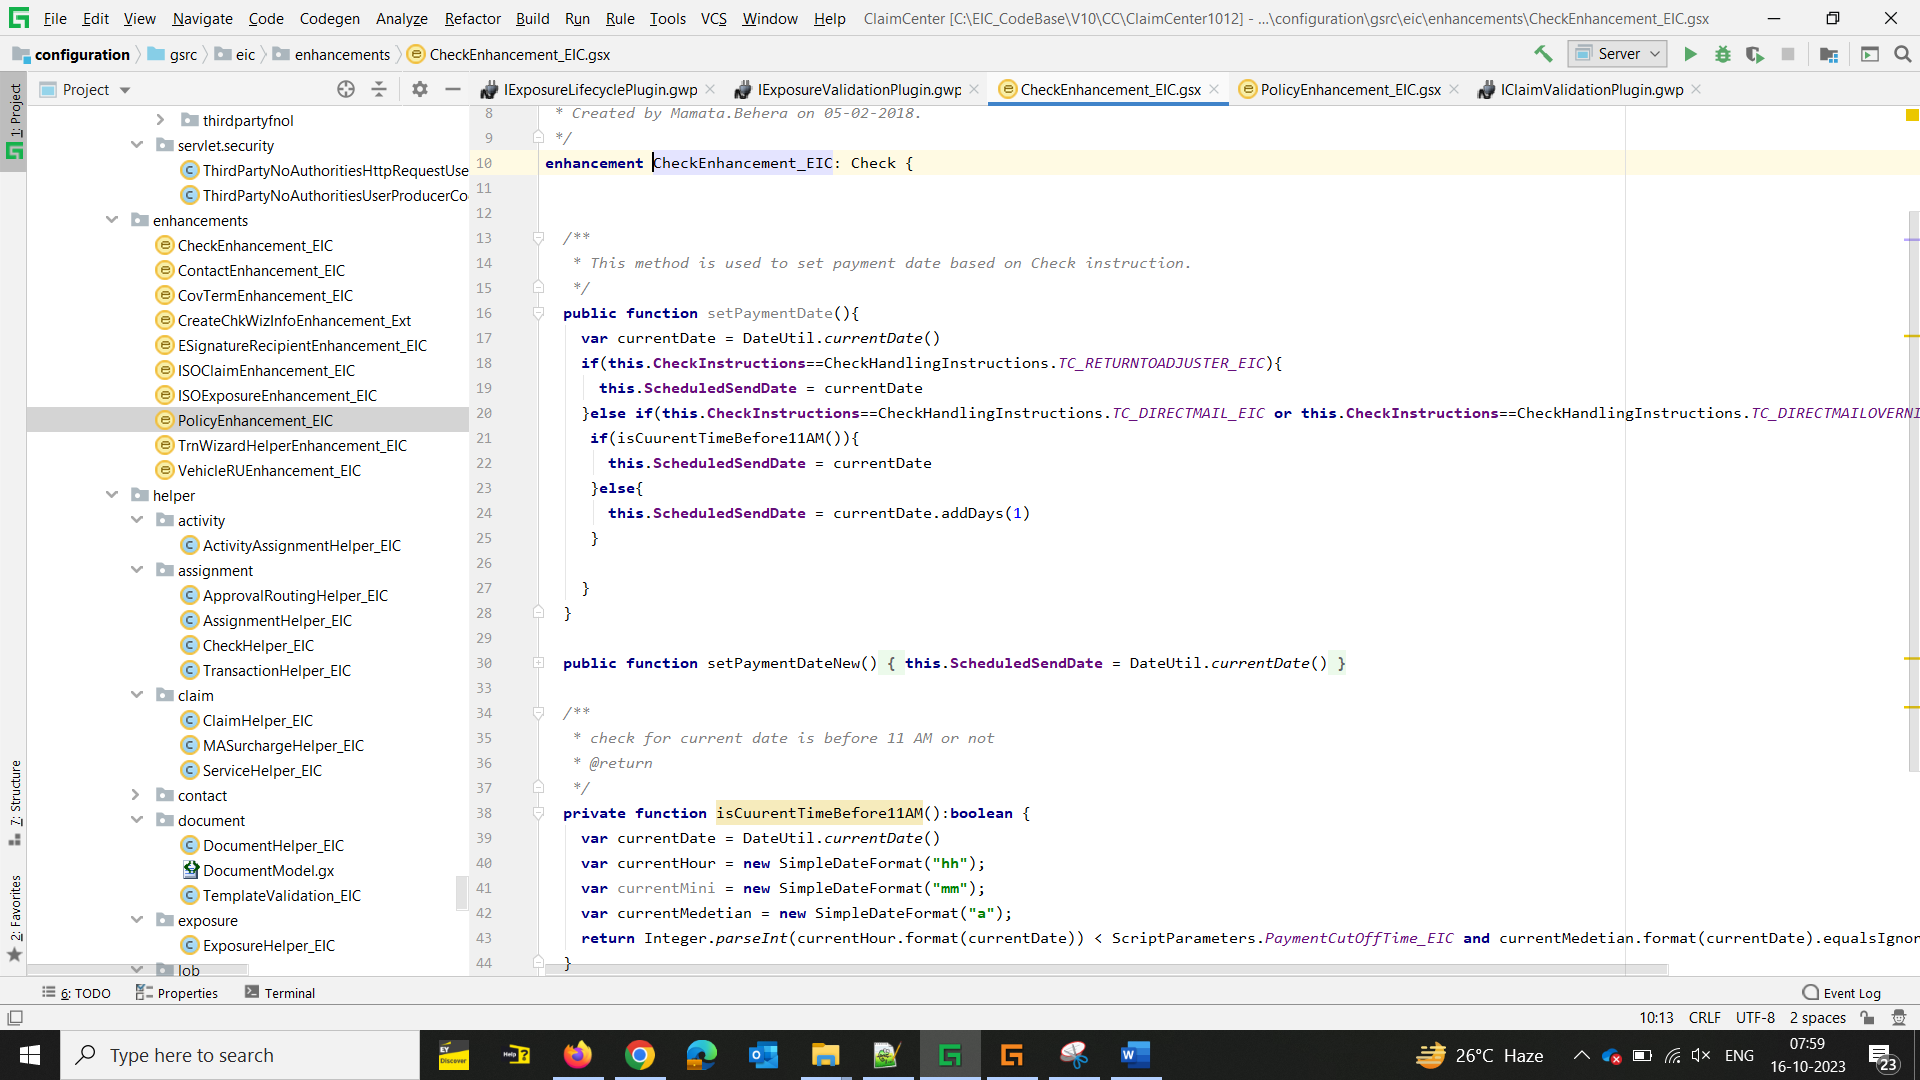 File Edit View Navigate Code Codegen Analyze Refactor Build Run Rule Tools VCS Window Help ClaimCenter [C:\EIC_CodeBase\V10\CC\ClaimCenter1012] - ...\configuration\gsrc\eic\enhancements\CheckEnhancement_EIC.gsx
configuration gsrc eic enhancements CheckEnhancement_EIC.gsx Server
Project IExposureLifecyclePlugin.gwp IExposureValidationPlugin.gwp CheckEnhancement_EIC.gsx PolicyEnhancement_EIC.gsx IClaimValidationPlugin.gwp
1: Project
7: Structure
2: Favorites
thirdpartyfnol
servlet.security
ThirdPartyNoAuthoritiesHttpRequestUse
ThirdPartyNoAuthoritiesUserProducerCo
enhancements
CheckEnhancement_EIC
ContactEnhancement_EIC
CovTermEnhancement_EIC
CreateChkWizInfoEnhancement_Ext
ESignatureRecipientEnhancement_EIC
ISOClaimEnhancement_EIC
ISOExposureEnhancement_EIC
PolicyEnhancement_EIC
TrnWizardHelperEnhancement_EIC
VehicleRUEnhancement_EIC
helper
activity
ActivityAssignmentHelper_EIC
assignment
ApprovalRoutingHelper_EIC
AssignmentHelper_EIC
CheckHelper_EIC
TransactionHelper_EIC
claim
ClaimHelper_EIC
MASurchargeHelper_EIC
ServiceHelper_EIC
contact
document
DocumentHelper_EIC
DocumentModel.gx
TemplateValidation_EIC
exposure
ExposureHelper_EIC
lob
8 * Created by Mamata.Behera on 05-02-2018.
9 */
10 enhancement CheckEnhancement_EIC: Check {
11
12
13 /**
14 * This method is used to set payment date based on Check instruction.
15 */
16 public function setPaymentDate(){
17 var currentDate = DateUtil.currentDate()
18 if(this.CheckInstructions==CheckHandlingInstructions.TC_RETURNTOADJUSTER_EIC){
19 this.ScheduledSendDate = currentDate
20 }else if(this.CheckInstructions==CheckHandlingInstructions.TC_DIRECTMAIL_EIC or this.CheckInstructions==CheckHandlingInstructions.TC_DIRECTMAILOVERNI
21 if(isCuurentTimeBefore11AM()){
22 this.ScheduledSendDate = currentDate
23 }else{
24 this.ScheduledSendDate = currentDate.addDays(1)
25 }
26
27 }
28 }
29
30 public function setPaymentDateNew() { this.ScheduledSendDate = DateUtil.currentDate() }
33
34 /**
35 * check for current date is before 11 AM or not
36 * @return
37 */
38 private function isCuurentTimeBefore11AM():boolean {
39 var currentDate = DateUtil.currentDate()
40 var currentHour = new SimpleDateFormat("hh");
41 var currentMini = new SimpleDateFormat("mm");
42 var currentMedetian = new SimpleDateFormat("a");
43 return Integer.parseInt(currentHour.format(currentDate)) < ScriptParameters.PaymentCutOffTime_EIC and currentMedetian.format(currentDate).equalsIgnor
44 }
6: TODO Properties Terminal Event Log
10:13 CRLF UTF-8 2 spaces
Type here to search EY Discover Help ? 26°C Haze ENG 07:59
16-10-2023 23